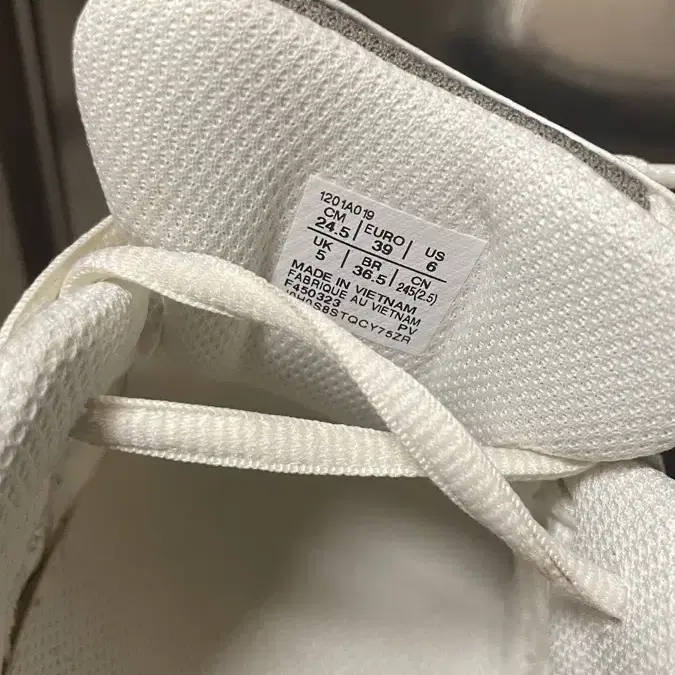 1201A019
CM 24.5 | EURO 39 | US 6
UK 5 | BR 36.5 | CN 245(2.5)
MADE IN VIETNAM
FABRIQUE AU VIETNAM
F450323 PV